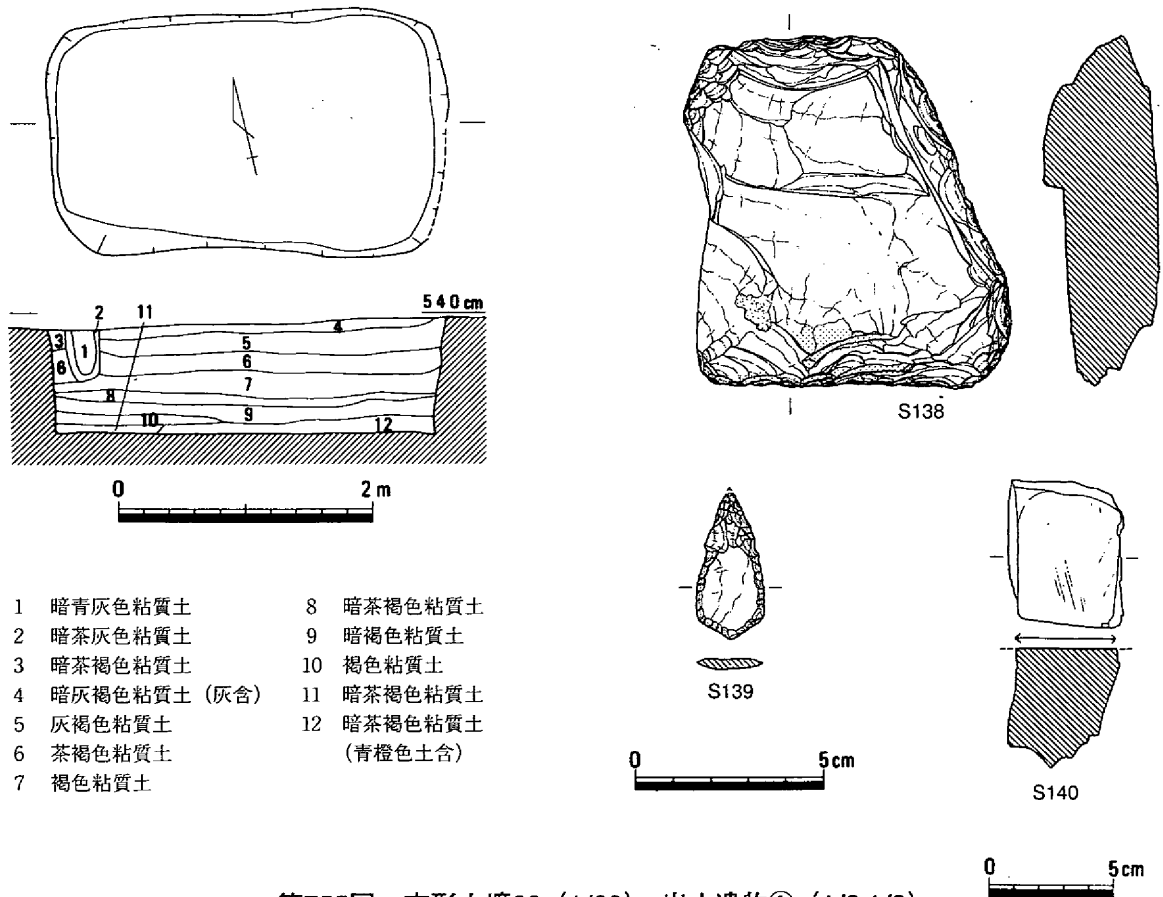 2 11
540cm
4
3
1
5
6
6
7
8
9
10
12
0 2m
1 暗青灰色粘質土
2 暗茶灰色粘質土
3 暗茶褐色粘質土
4 暗灰褐色粘質土（灰含）
5 灰褐色粘質土
6 茶褐色粘質土
7 褐色粘質土
8 暗茶褐色粘質土
9 暗褐色粘質土
10 褐色粘質土
11 暗茶褐色粘質土
12 暗茶褐色粘質土
（青橙色土含）
S138
S139
S140
0 5cm
0 5cm